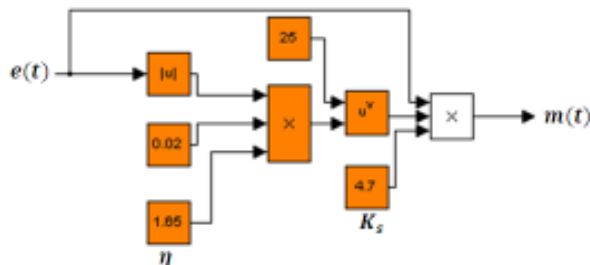 25
e(t)
|u|
×
u^v
×
m(t)
0.02
4.7
1.65
K_s
η